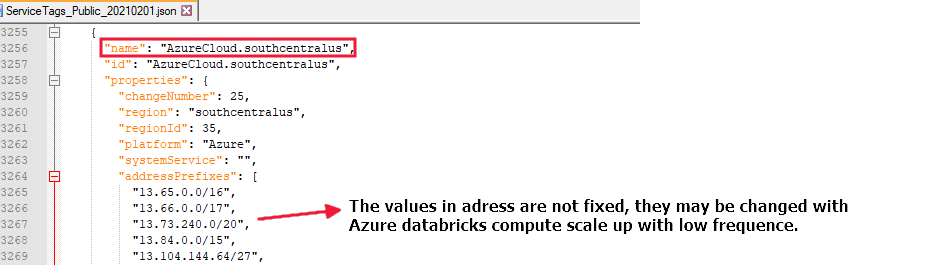 ServiceTags_Public_20210201.json
3255 {
3256 "name": "AzureCloud.southcentralus",
3257 "id": "AzureCloud.southcentralus",
3258 "properties": {
3259 "changeNumber": 25,
3260 "region": "southcentralus",
3261 "regionId": 35,
3262 "platform": "Azure",
3263 "systemService": "",
3264 "addressPrefixes": [
3265 "13.65.0.0/16",
3266 "13.66.0.0/17",
3267 "13.73.240.0/20",
3268 "13.84.0.0/15",
3269 "13.104.144.64/27",
The values in adress are not fixed, they may be changed with
Azure databricks compute scale up with low frequence.